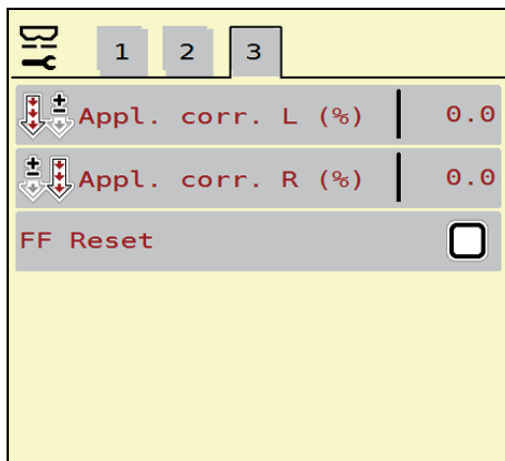 1 2 3
Appl. corr. L (%) 0.0
Appl. corr. R (%) 0.0
FF Reset